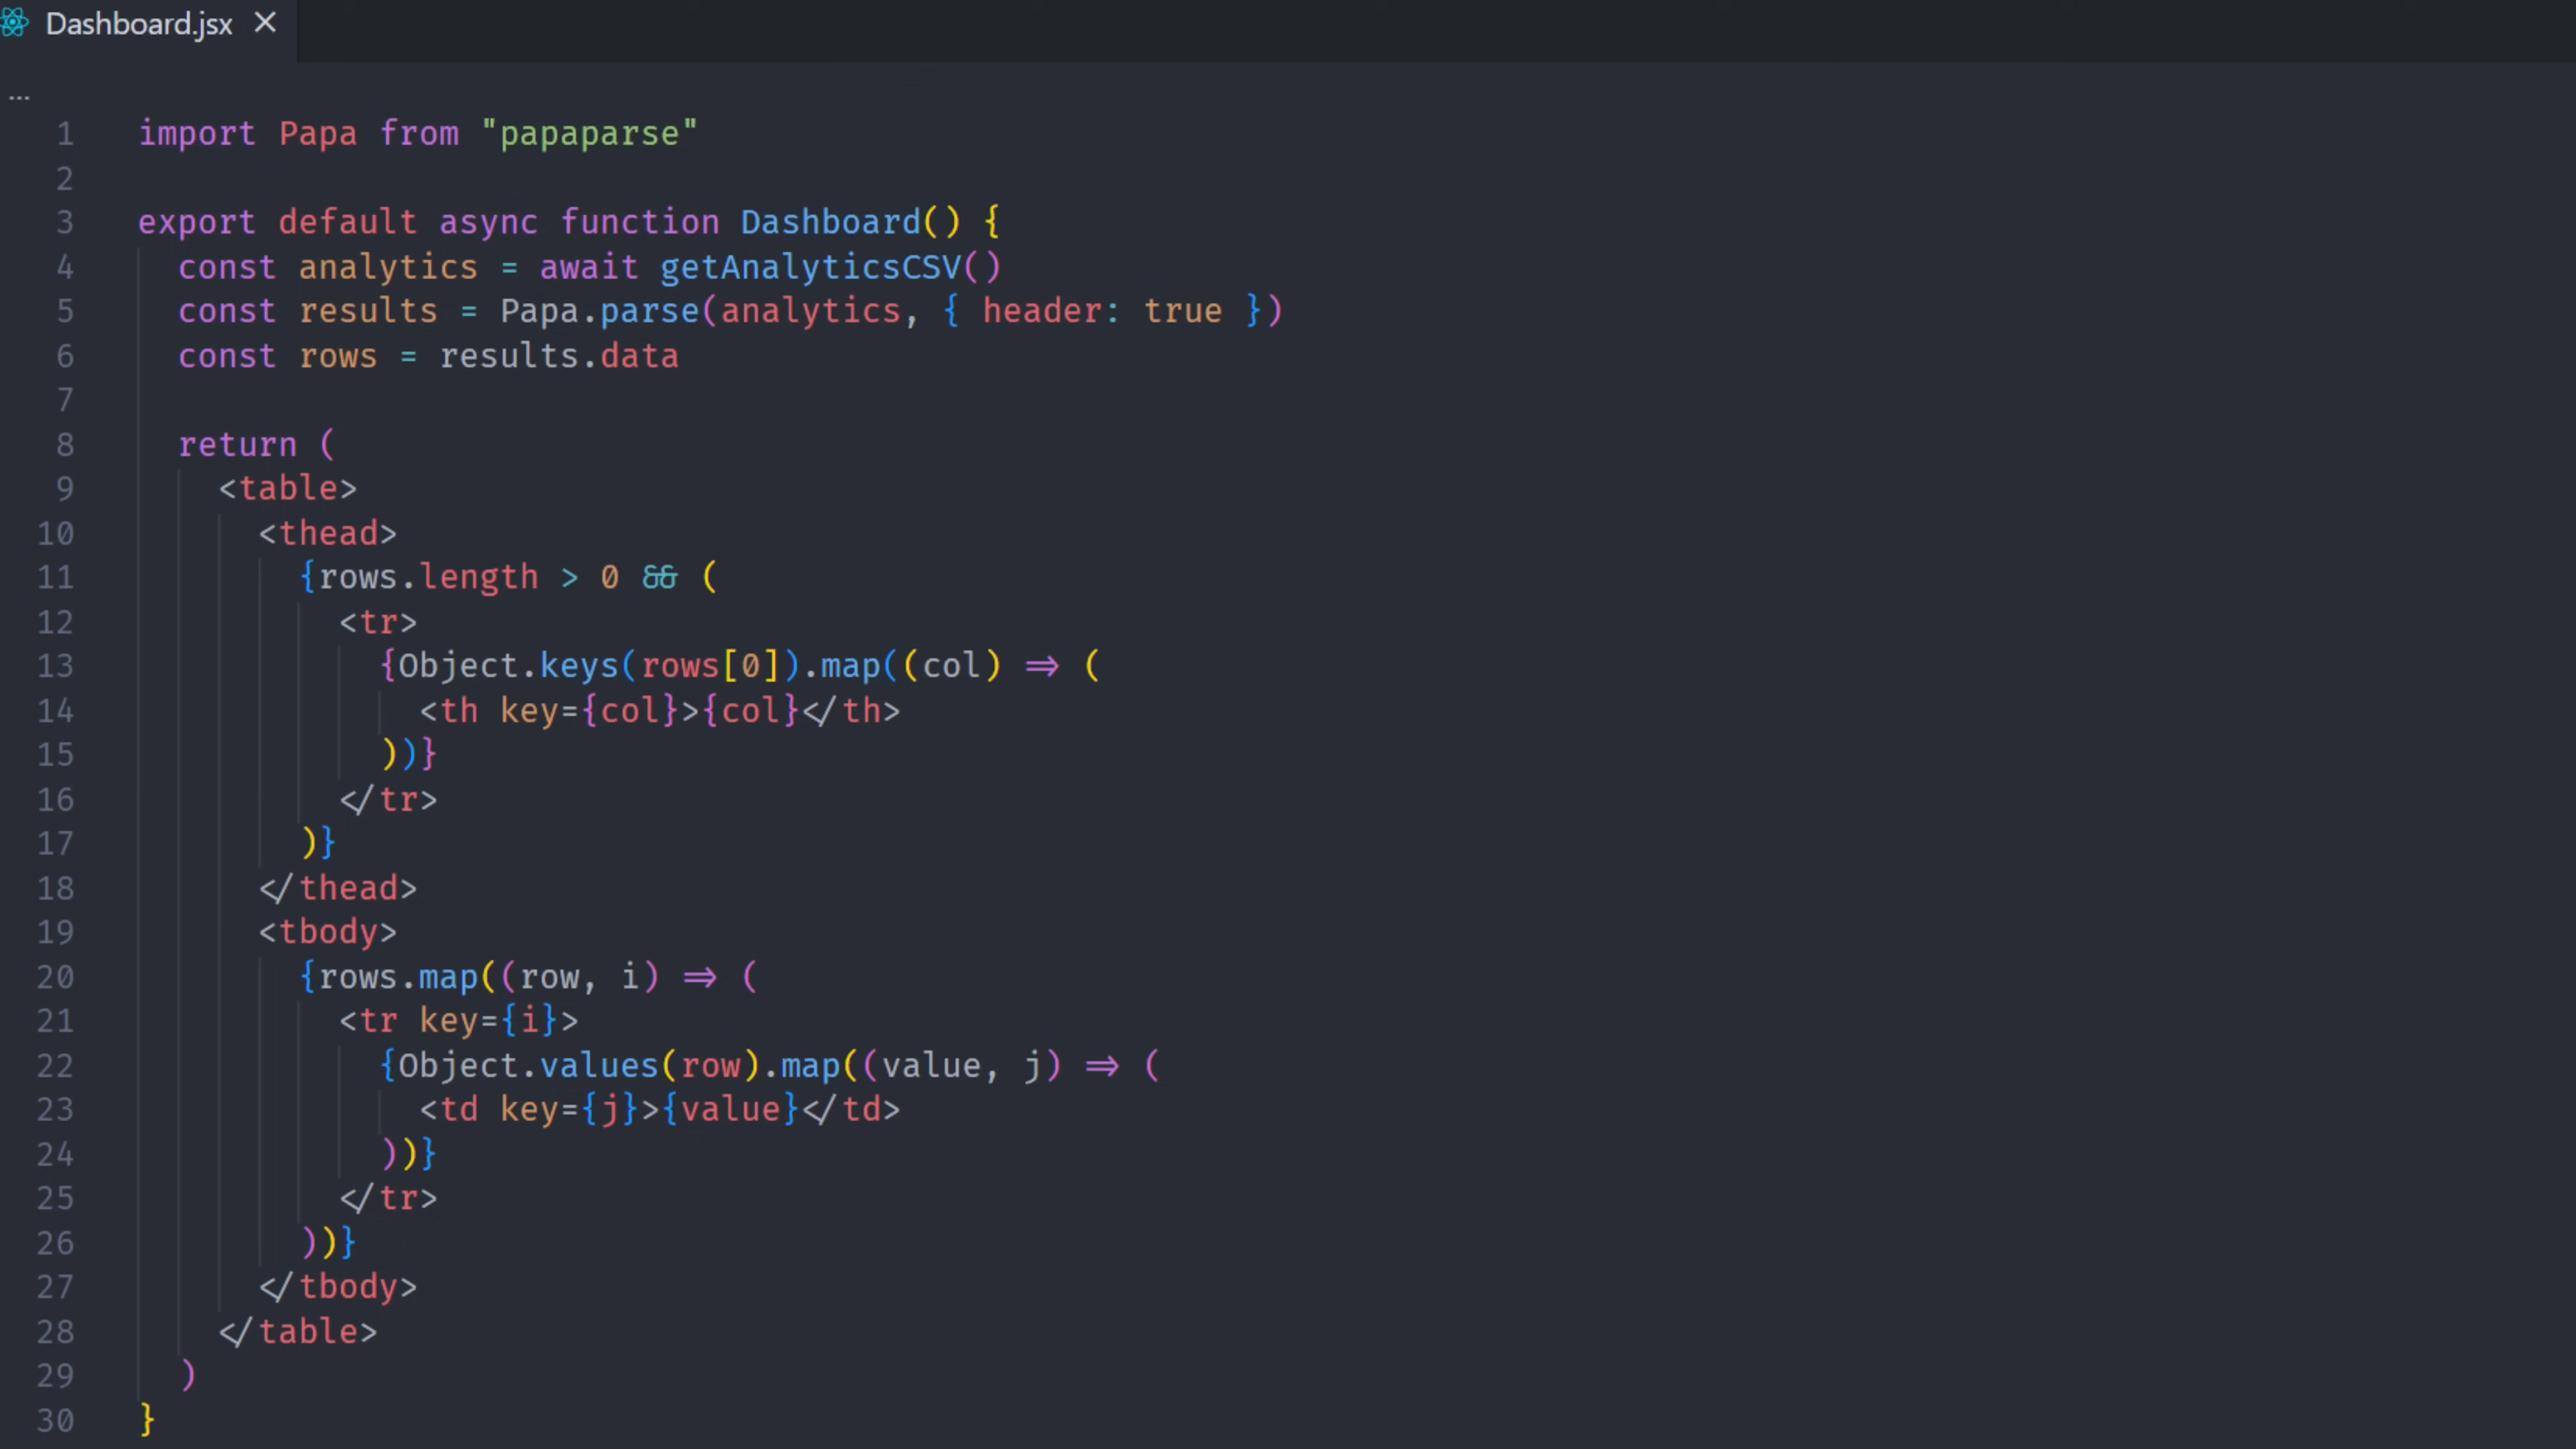 Dashboard.jsx ×
...
1 import Papa from "papaparse"
2
3 export default async function Dashboard() {
4   const analytics = await getAnalyticsCSV()
5   const results = Papa.parse(analytics, { header: true })
6   const rows = results.data
7
8   return (
9     <table>
10       <thead>
11         {rows.length > 0 && (
12           <tr>
13             {Object.keys(rows[0]).map((col) => (
14               <th key={col}>{col}</th>
15             ))}
16           </tr>
17         )}
18       </thead>
19       <tbody>
20         {rows.map((row, i) => (
21           <tr key={i}>
22             {Object.values(row).map((value, j) => (
23               <td key={j}>{value}</td>
24             ))}
25           </tr>
26         ))}
27       </tbody>
28     </table>
29   )
30 }